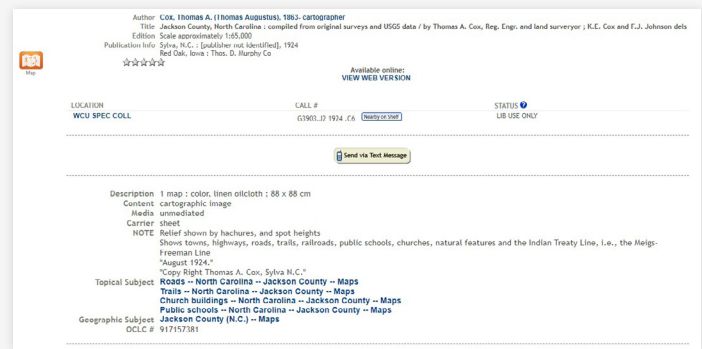 Author Cox, Thomas A. (Thomas Augustus), 1863- cartographer
Title Jackson County, North Carolina : compiled from original surveys and USGS data / by Thomas A. Cox, Reg. Engr. and land surveryor ; K.E. Cox and F.J. Johnson dels
Edition Scale approximately 1:65,000
Publication Info Sylva, N.C. : [publisher not identified], 1924
Red Oak, Iowa : Thos. D. Murphy Co
Map
Available online:
VIEW WEB VERSION
LOCATION CALL # STATUS
WCU SPEC COLL G3903.J2 1924 .C6 Nearby on Shelf LIB USE ONLY
Send via Text Message
Description 1 map : color, linen oilcloth ; 88 x 88 cm
Content cartographic image
Media unmediated
Carrier sheet
NOTE Relief shown by hachures, and spot heights
Shows towns, highways, roads, trails, railroads, public schools, churches, natural features and the Indian Treaty Line, i.e., the Meigs-
Freeman Line
"August 1924."
"Copy Right Thomas A. Cox, Sylva N.C."
Topical Subject Roads -- North Carolina -- Jackson County -- Maps
Trails -- North Carolina -- Jackson County -- Maps
Church buildings -- North Carolina -- Jackson County -- Maps
Public schools -- North Carolina -- Jackson County -- Maps
Geographic Subject Jackson County (N.C.) -- Maps
OCLC # 917157381